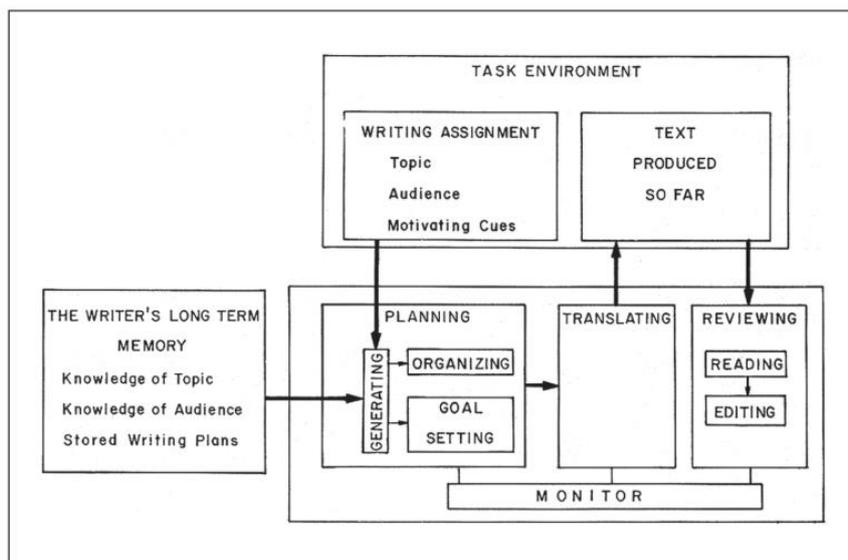 TASK ENVIRONMENT
WRITING ASSIGNMENT
Topic
Audience
Motivating Cues
TEXT
PRODUCED
SO FAR
THE WRITER'S LONG TERM
MEMORY
Knowledge of Topic
Knowledge of Audience
Stored Writing Plans
PLANNING
GENERATING
ORGANIZING
GOAL
SETTING
TRANSLATING
REVIEWING
READING
EDITING
MONITOR